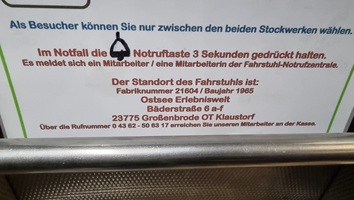 Als Besucher können Sie nur zwischen den beiden Stockwerken wählen.
Im Notfall die Notruftaste 3 Sekunden gedrückt halten.
Es meldet sich ein Mitarbeiter / eine Mitarbeiterin der Fahrstuhl-Notrufzentrale.
Der Standort des Fahrstuhls ist:
Fabriknummer 21604 / Baujahr 1965
Ostsee Erlebniswelt
Bäderstraße 6 a-f
23775 Großenbrode OT Klaustorf
Über die Rufnummer 0 43 62 - 50 63 17 erreichen Sie unseren Mitarbeiter an der Kasse.